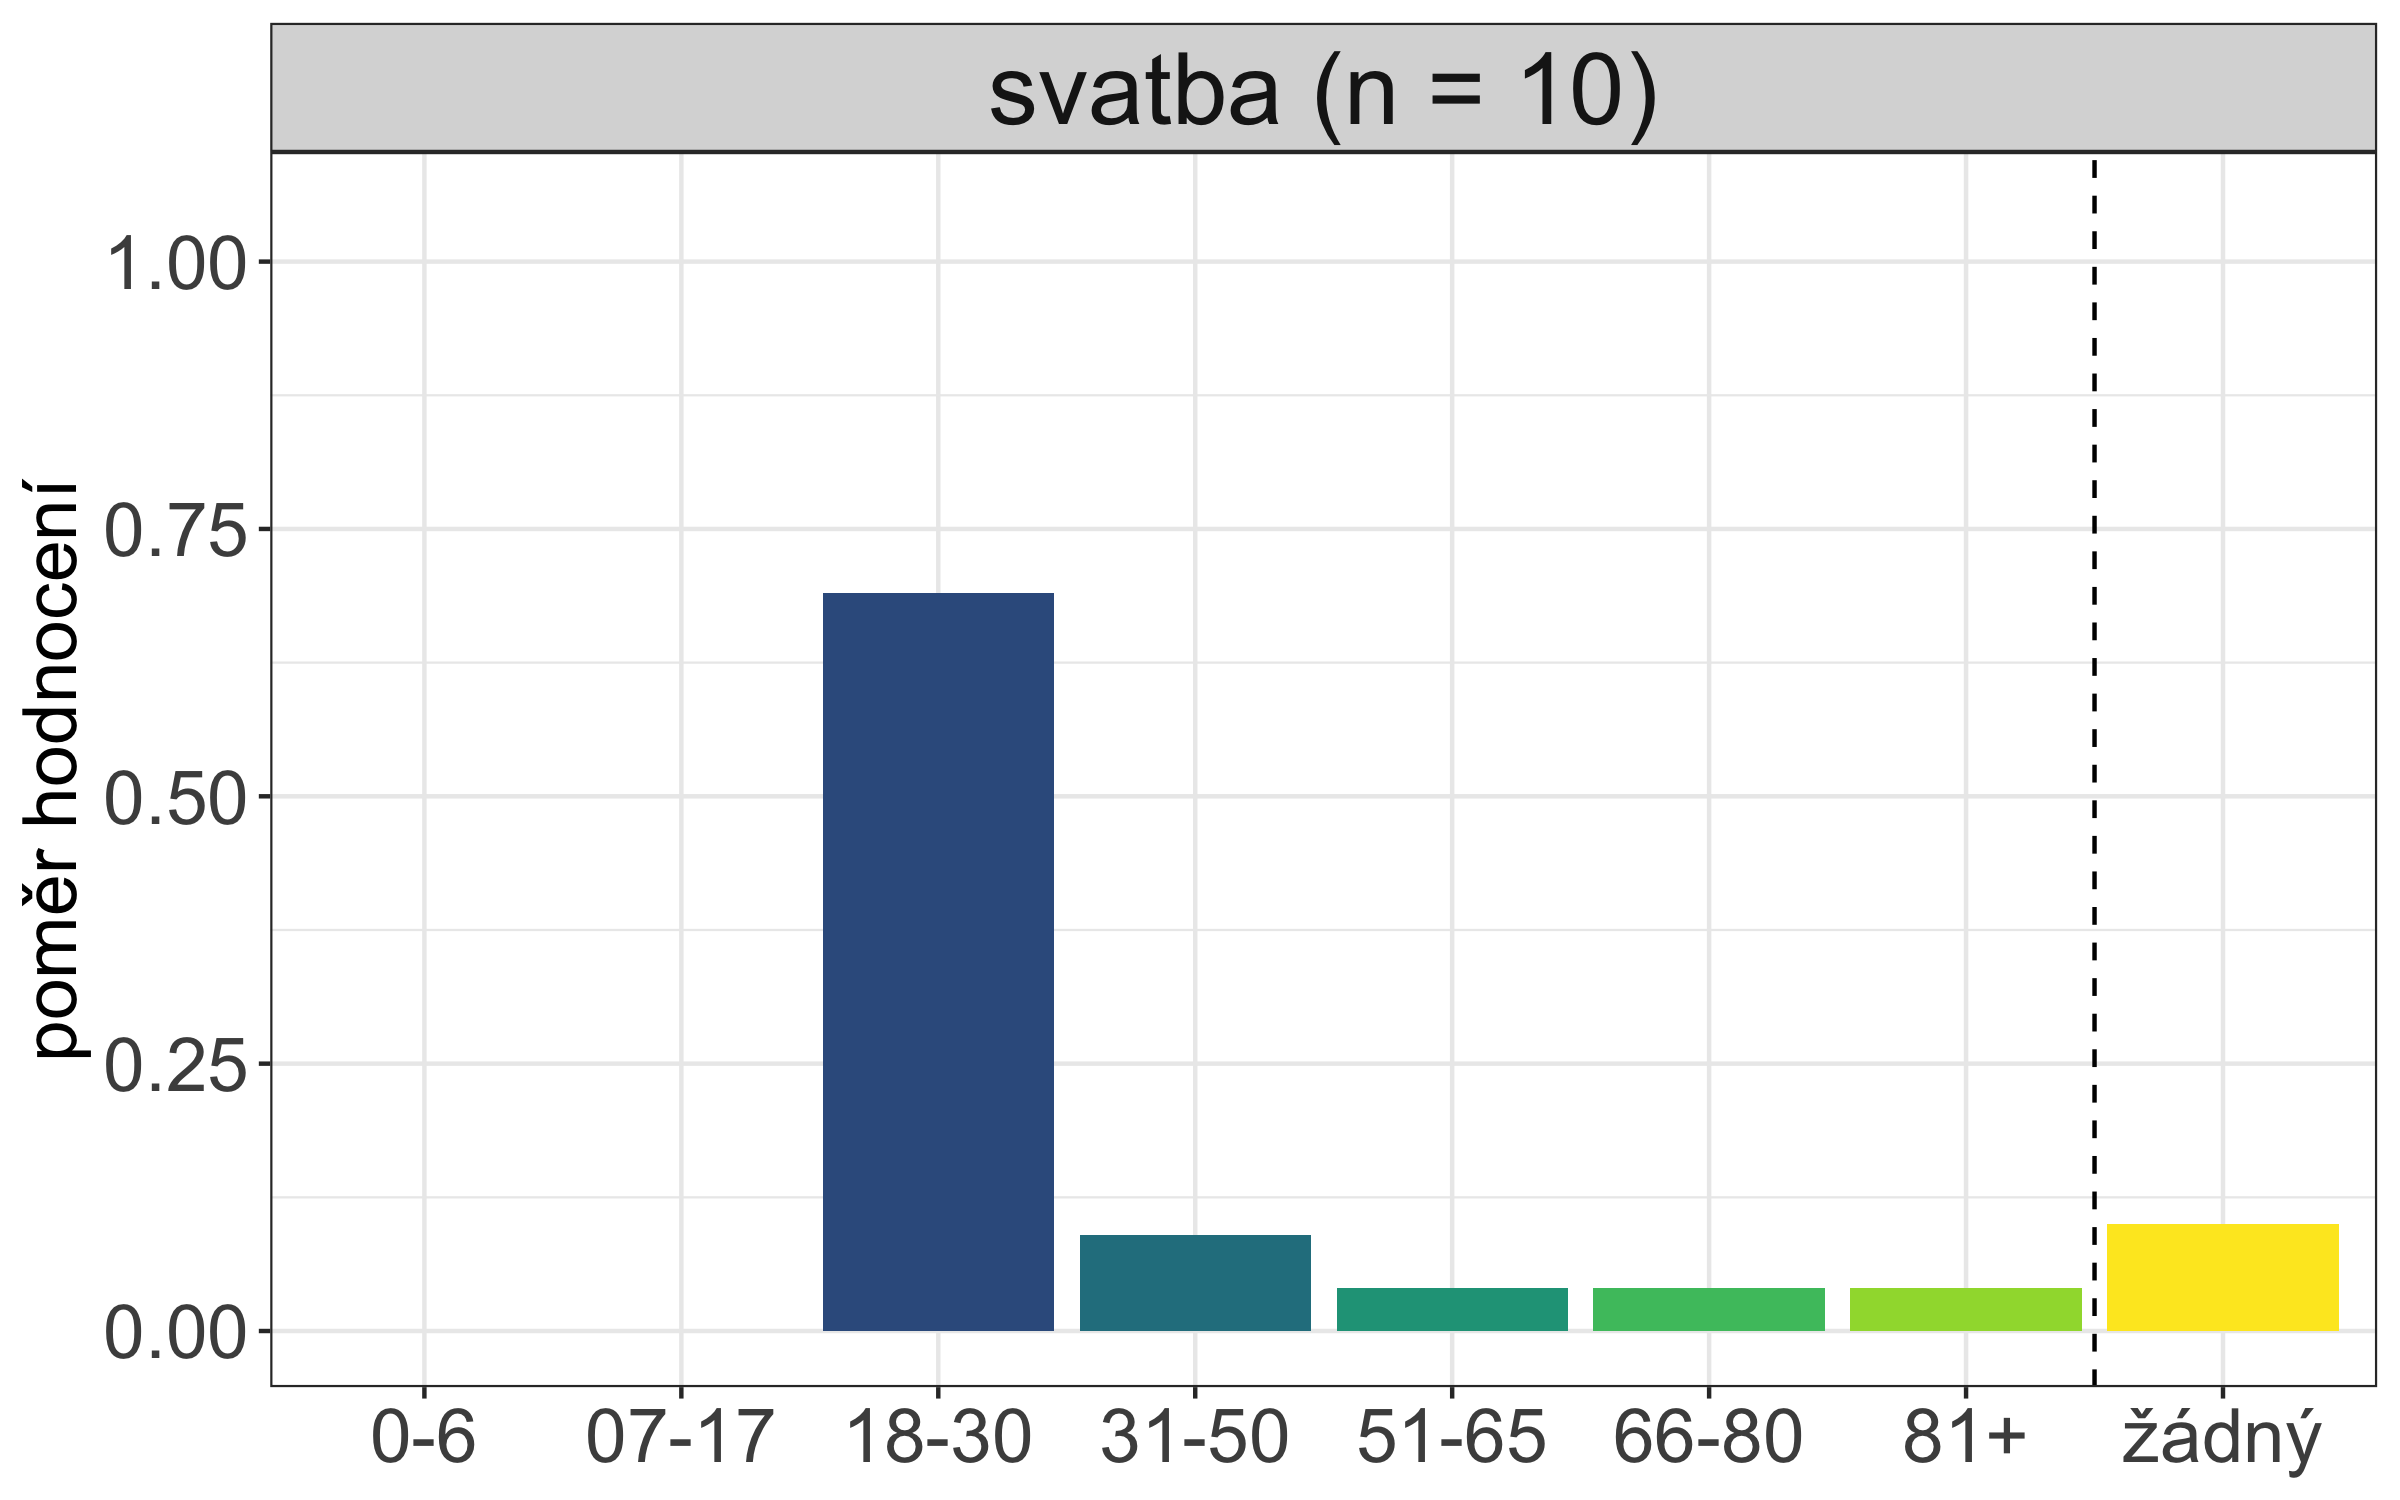 svatba (n = 10)
poměr hodnocení
1.00
0.75
0.50
0.25
0.00
0-6 07-17 18-30 31-50 51-65 66-80 81+ žádný